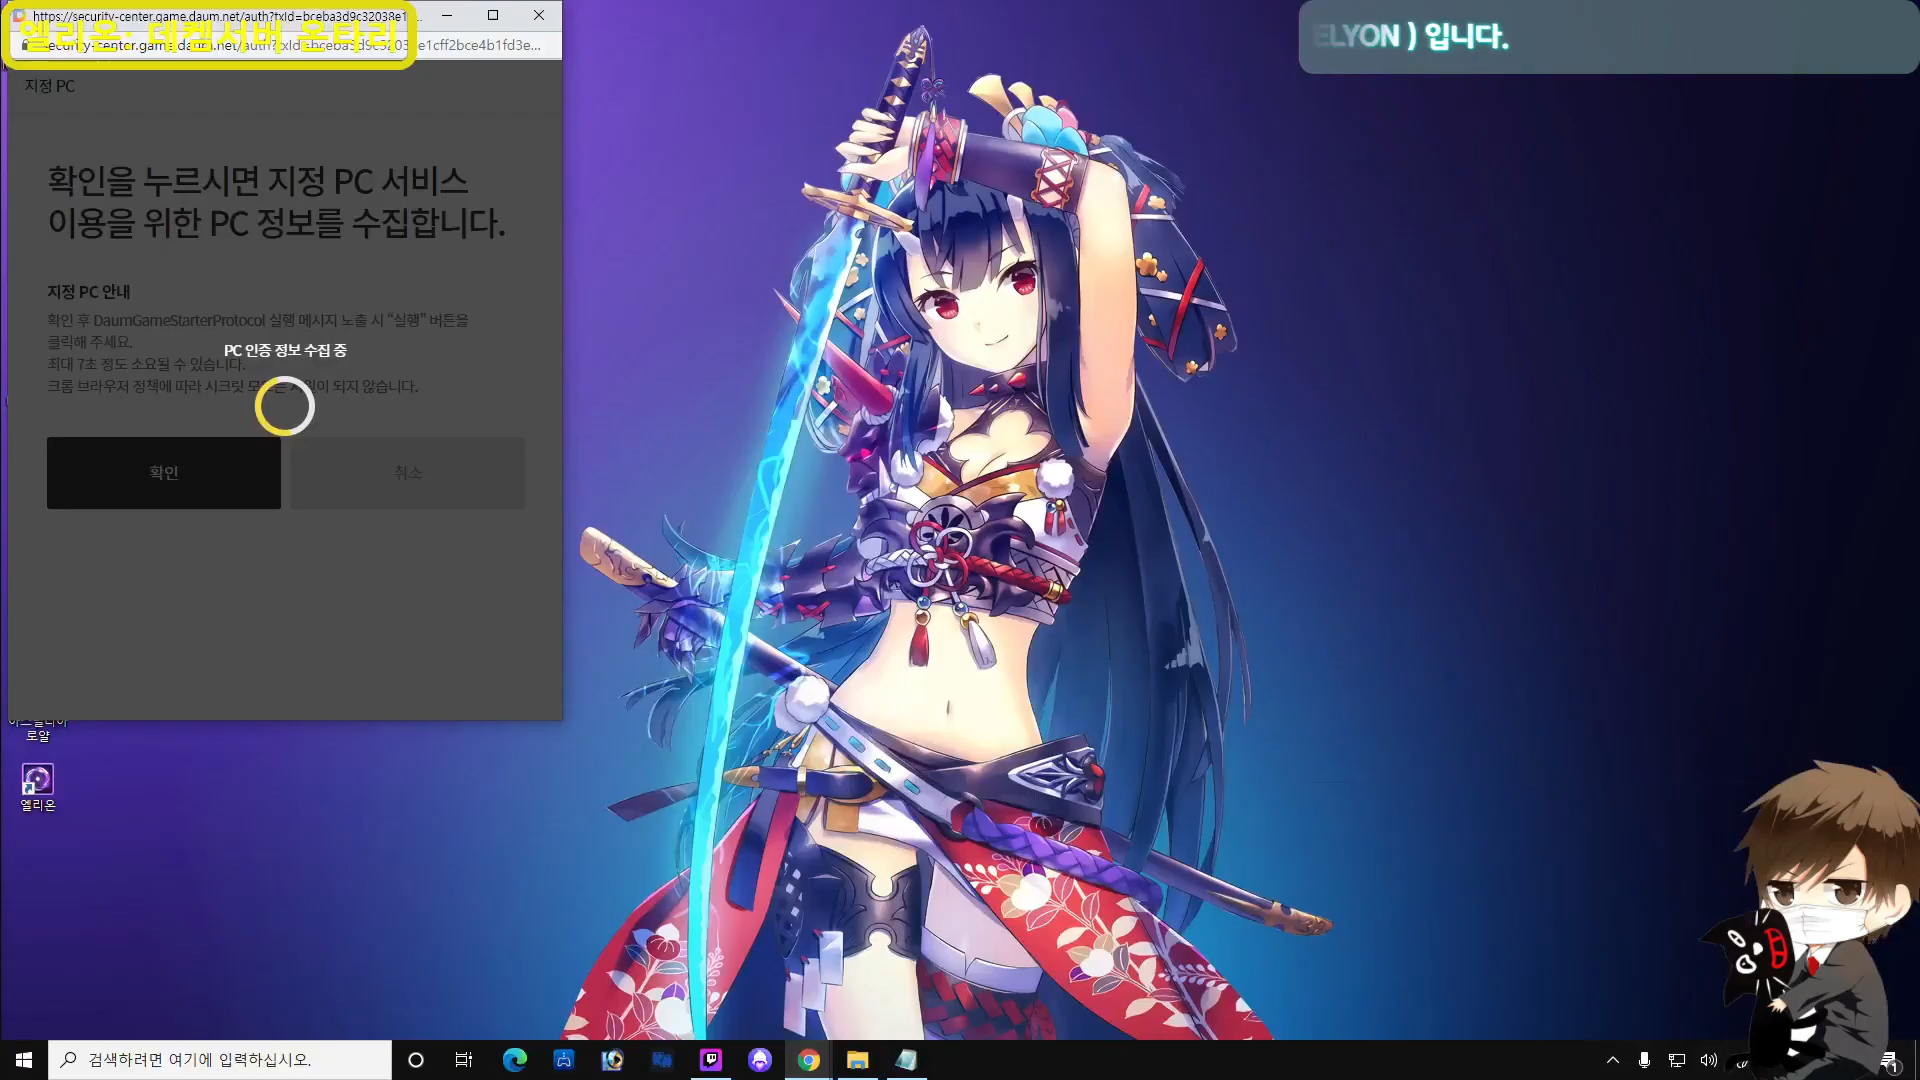 https://security-center.game.daum.net/auth?txId=bceba3d9c32038e1...
엘리온: 데켐서버 온타리
지정 PC
확인을 누르시면 지정 PC 서비스
이용을 위한 PC 정보를 수집합니다.
지정 PC 안내
확인 후 DaumGameStarterProtocol 실행 메시지 노출 시 "실행" 버튼을
클릭해 주세요.
PC 인증 정보 수집 중
최대 7초 정도 소요될 수 있습니다.
크롬 브라우저 정책에 따라 시크릿 되지 않습니다.
확인
취소
ELYON ) 입니다.
로얄
엘리온
검색하려면 여기에 입력하십시오.
1